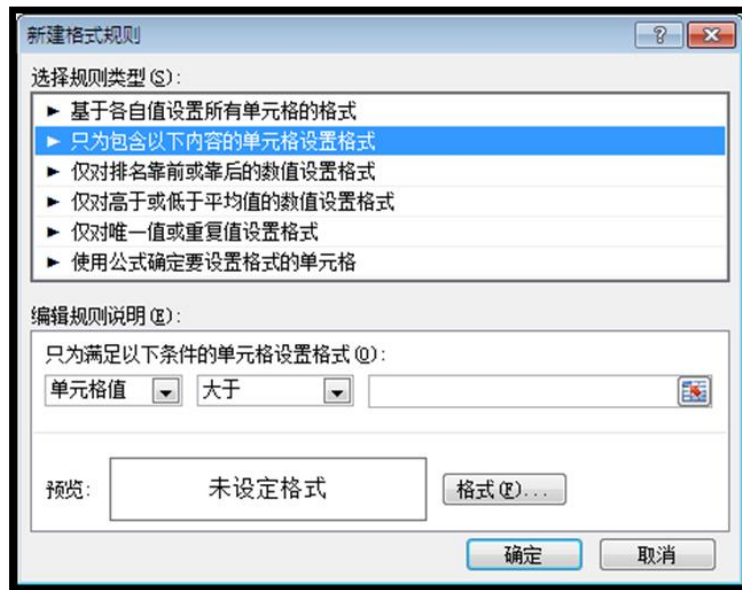 新建格式规则
选择规则类型(S):
► 基于各自值设置所有单元格的格式
► 只为包含以下内容的单元格设置格式
► 仅对排名靠前或靠后的数值设置格式
► 仅对高于或低于平均值的数值设置格式
► 仅对唯一值或重复值设置格式
► 使用公式确定要设置格式的单元格
编辑规则说明(E):
只为满足以下条件的单元格设置格式(O):
单元格值 大于
预览: 未设定格式 格式(F)...
确定 取消